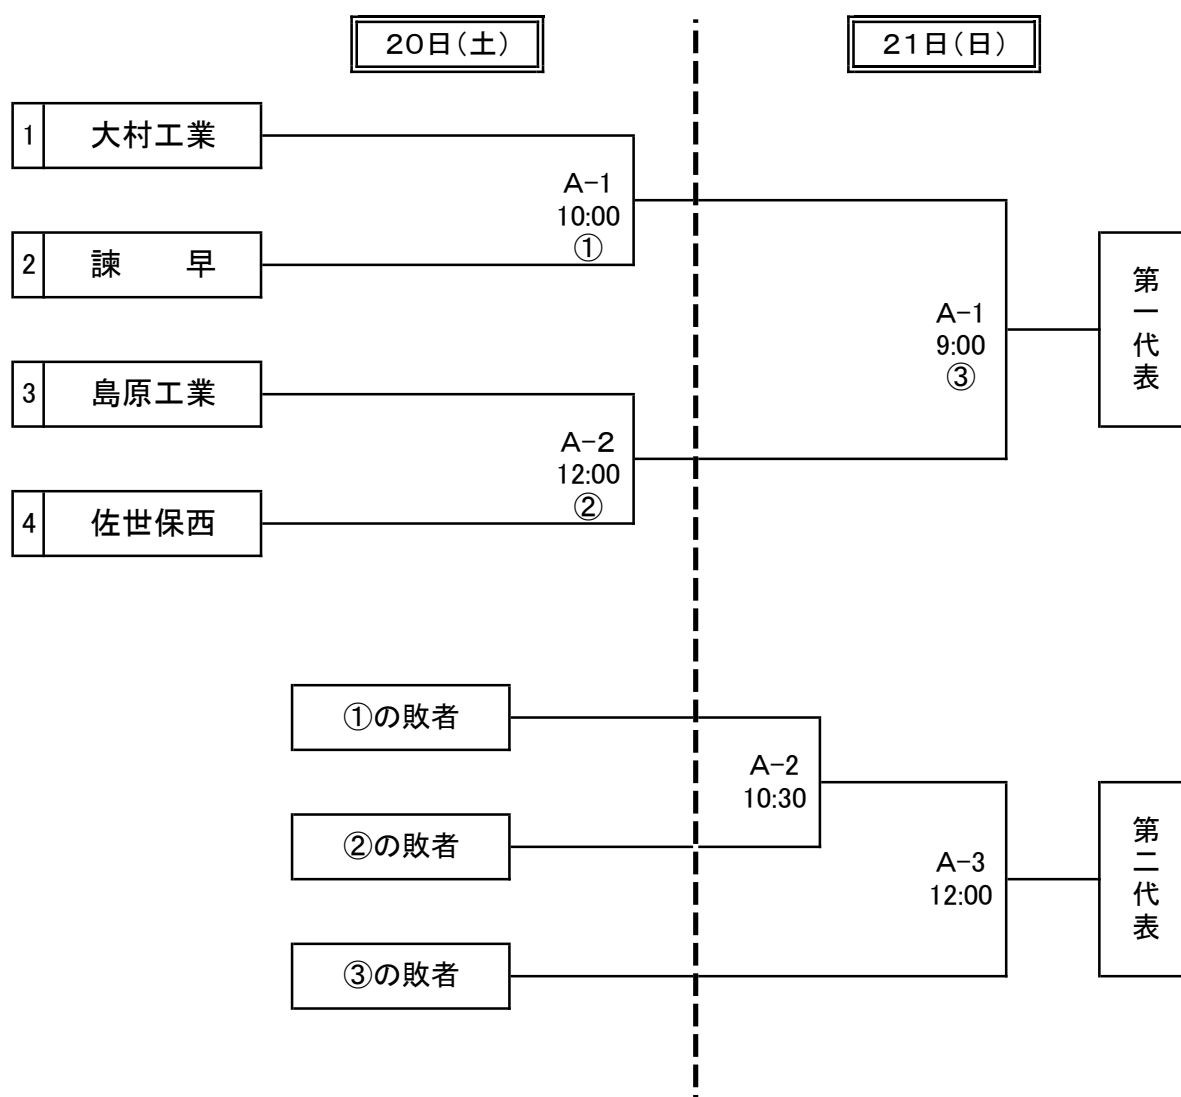 20日(土)
21日(日)
1 大村工業
A-1
10:00
①
2 諫 早
3 島原工業
A-2
12:00
②
4 佐世保西
A-1
9:00
③
第一代表
①の敗者
②の敗者
③の敗者
A-2
10:30
A-3
12:00
第二代表